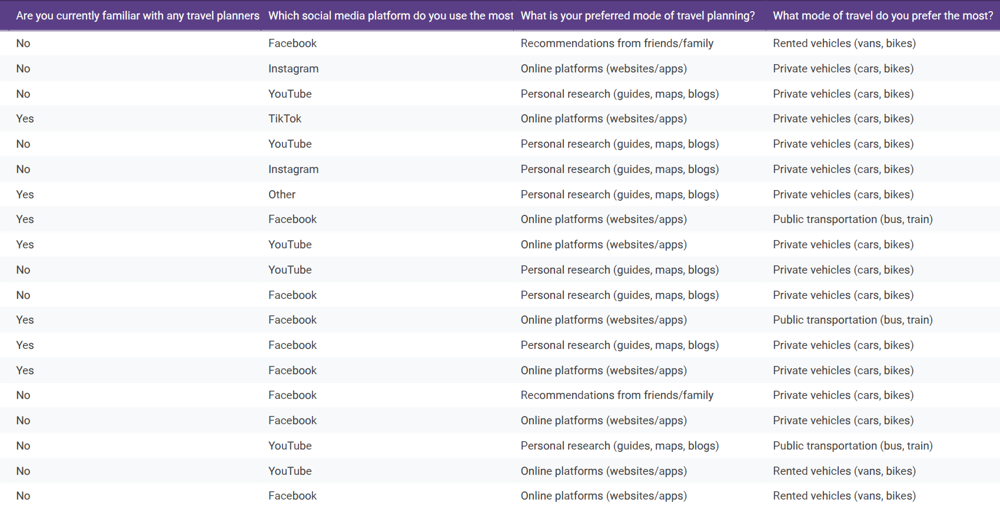 Are you currently familiar with any travel planners Which social media platform do you use the most What is your preferred mode of travel planning? What mode of travel do you prefer the most?
No Facebook Recommendations from friends/family Rented vehicles (vans, bikes)
No Instagram Online platforms (websites/apps) Private vehicles (cars, bikes)
No YouTube Personal research (guides, maps, blogs) Private vehicles (cars, bikes)
Yes TikTok Online platforms (websites/apps) Private vehicles (cars, bikes)
No YouTube Personal research (guides, maps, blogs) Private vehicles (cars, bikes)
No Instagram Personal research (guides, maps, blogs) Private vehicles (cars, bikes)
Yes Other Personal research (guides, maps, blogs) Private vehicles (cars, bikes)
Yes Facebook Online platforms (websites/apps) Public transportation (bus, train)
Yes YouTube Online platforms (websites/apps) Private vehicles (cars, bikes)
No YouTube Personal research (guides, maps, blogs) Private vehicles (cars, bikes)
No Facebook Personal research (guides, maps, blogs) Private vehicles (cars, bikes)
Yes Facebook Online platforms (websites/apps) Public transportation (bus, train)
Yes Facebook Personal research (guides, maps, blogs) Private vehicles (cars, bikes)
Yes Facebook Online platforms (websites/apps) Private vehicles (cars, bikes)
No Facebook Recommendations from friends/family Private vehicles (cars, bikes)
No Facebook Online platforms (websites/apps) Private vehicles (cars, bikes)
No YouTube Personal research (guides, maps, blogs) Public transportation (bus, train)
No YouTube Online platforms (websites/apps) Rented vehicles (vans, bikes)
No Facebook Online platforms (websites/apps) Rented vehicles (vans, bikes)